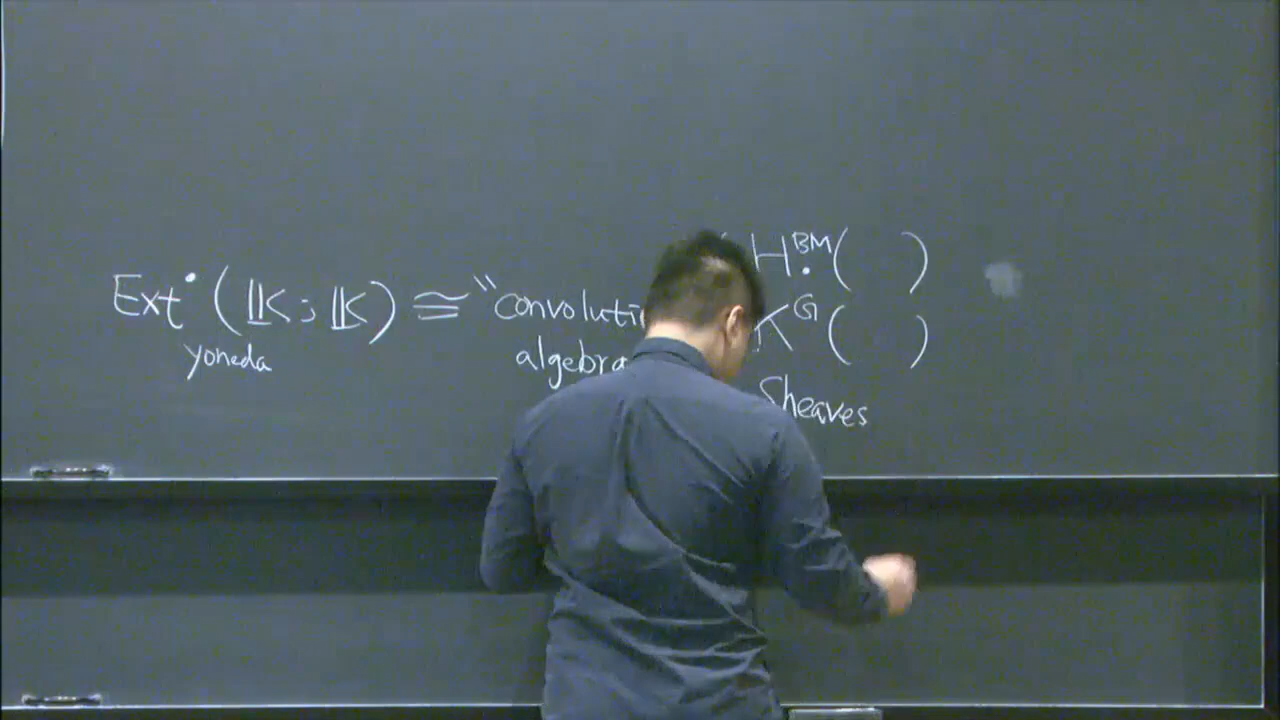 Ext• (𝕂; 𝕂) ≅ “convoluti
yoneda
algebra
H•^BM( )
K^G( )
Sheaves